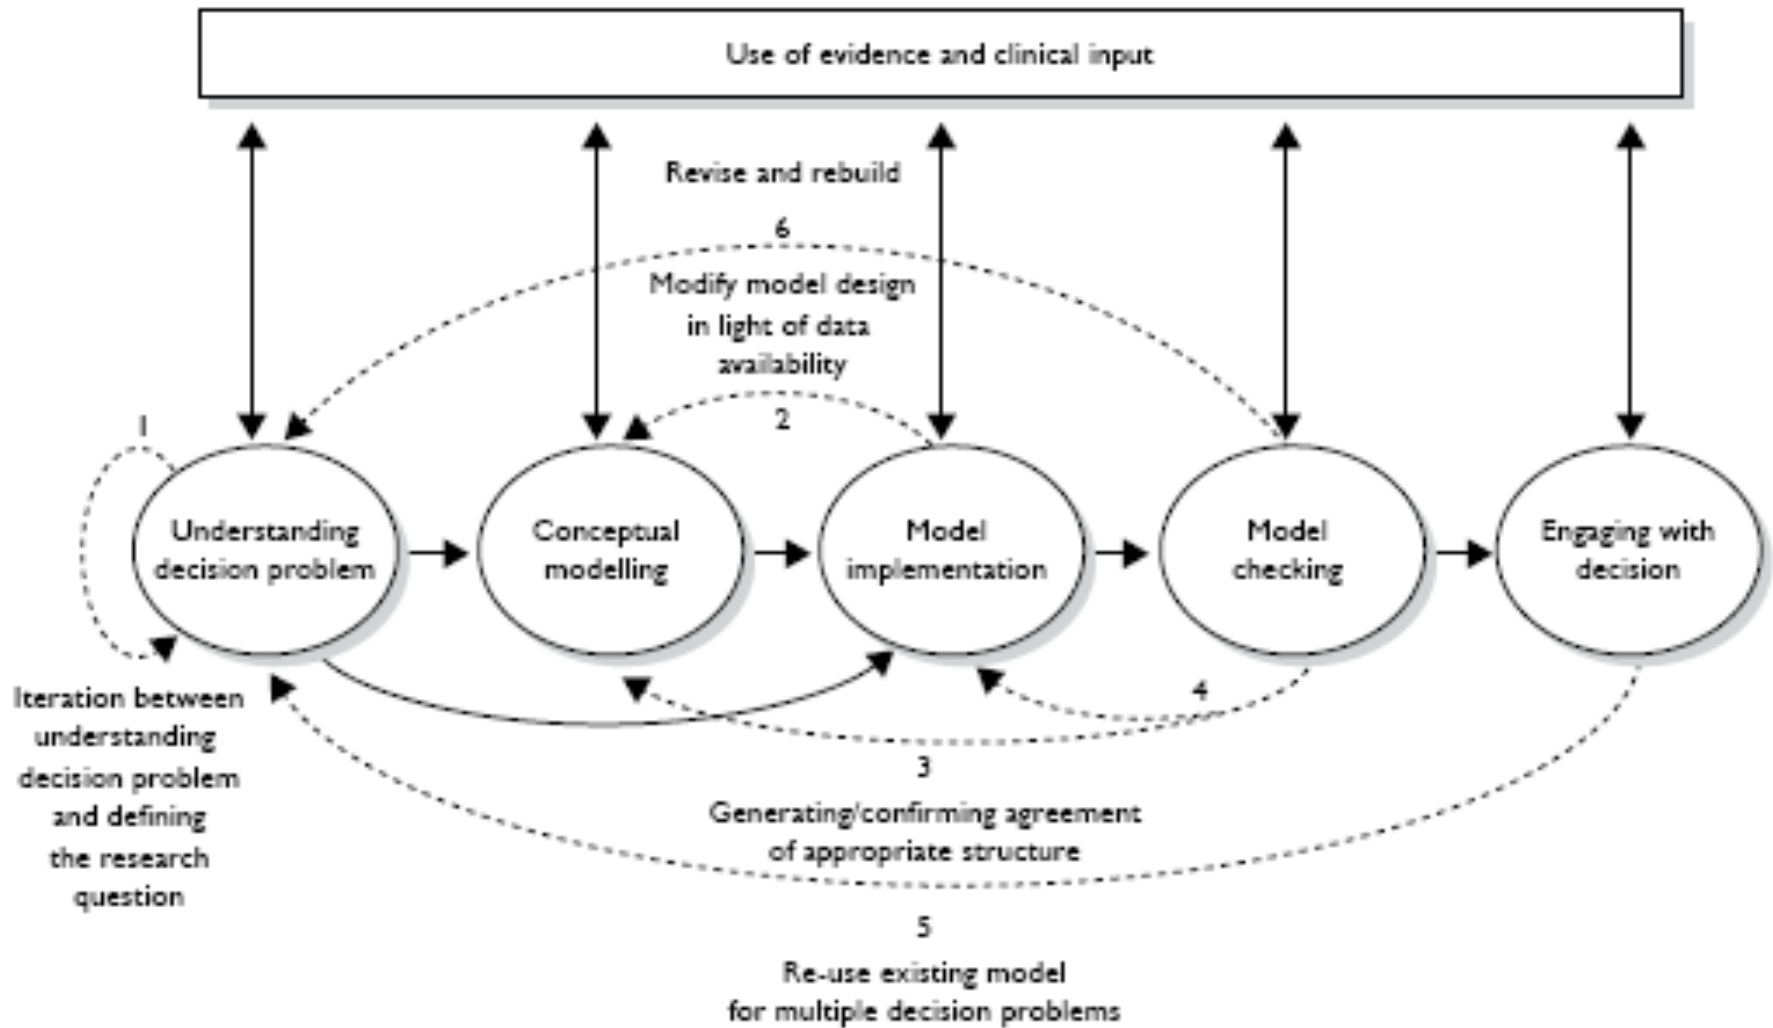 Use of evidence and clinical input
Revise and rebuild
6
Modify model design
in light of data
availability
2
1
Understanding
decision problem
Conceptual
modelling
Model
implementation
Model
checking
Engaging with
decision
Iteration between
understanding
decision problem
and defining
the research
question
4
3
Generating/confirming agreement
of appropriate structure
5
Re-use existing model
for multiple decision problems